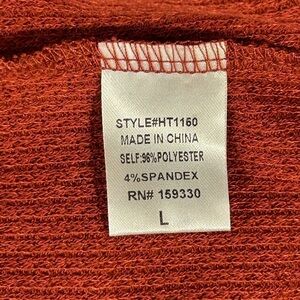 STYLE#HT1160
MADE IN CHINA
SELF:96%POLYESTER
4%SPANDEX
RN# 159330
L